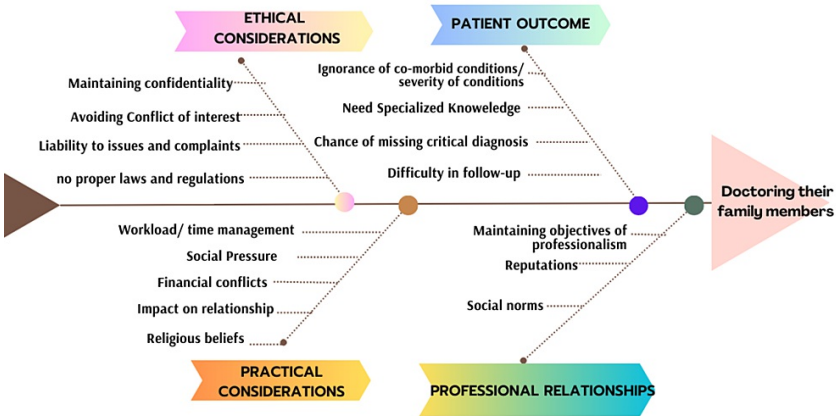 ETHICAL
CONSIDERATIONS
Maintaining confidentiality
Avoiding Conflict of interest
Liability to issues and complaints
no proper laws and regulations
PATIENT OUTCOME
Ignorance of co-morbid conditions/
severity of conditions
Need Specialized Knoweledge
Chance of missing critical diagnosis
Difficulty in follow-up
Doctoring their
family members
Workload/ time management
Social Pressure
Financial conflicts
Impact on relationship
Religious beliefs
PRACTICAL
CONSIDERATIONS
Maintaining objectives of
professionalism
Reputations
Social norms
PROFESSIONAL RELATIONSHIPS